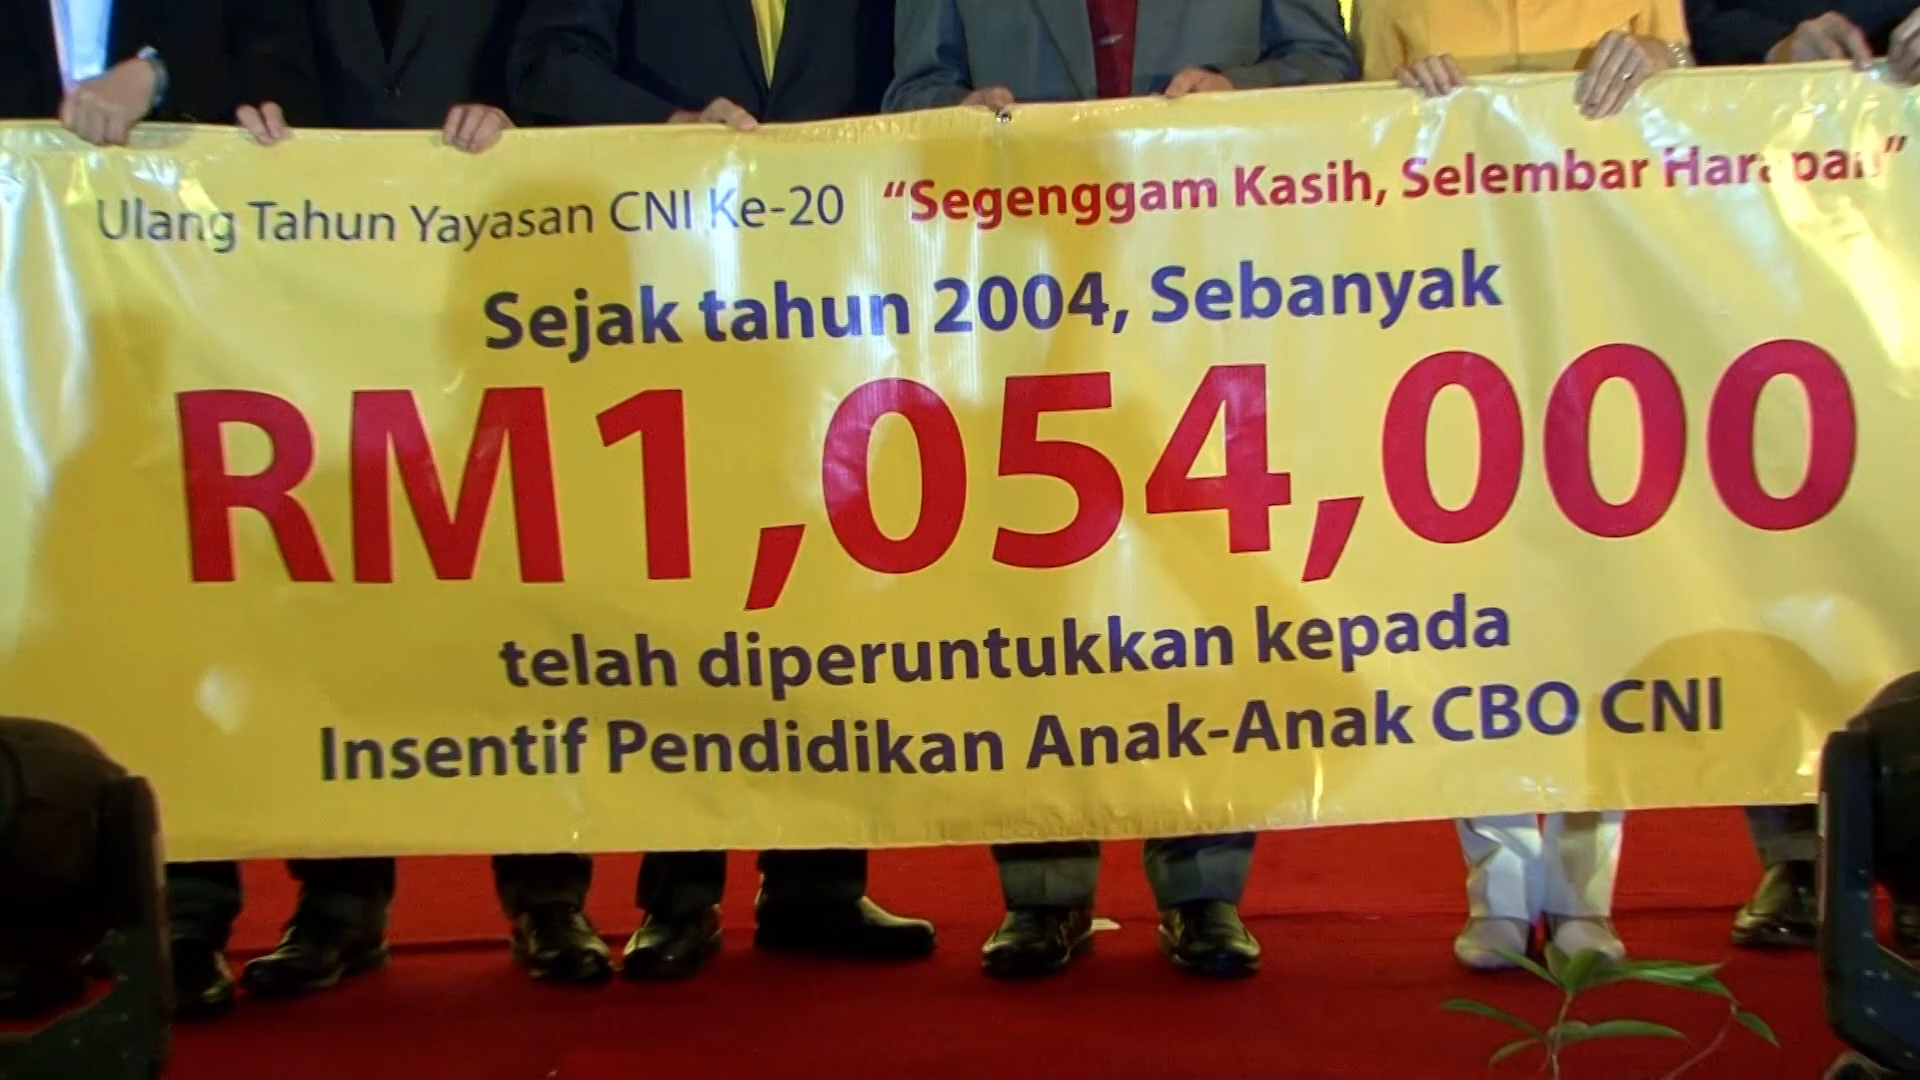 Ulang Tahun Yayasan CNI Ke-20 "Segenggam Kasih, Selembar Harapan"
Sejak tahun 2004, Sebanyak
RM1,054,000
telah diperuntukkan kepada
Insentif Pendidikan Anak-Anak CBO CNI